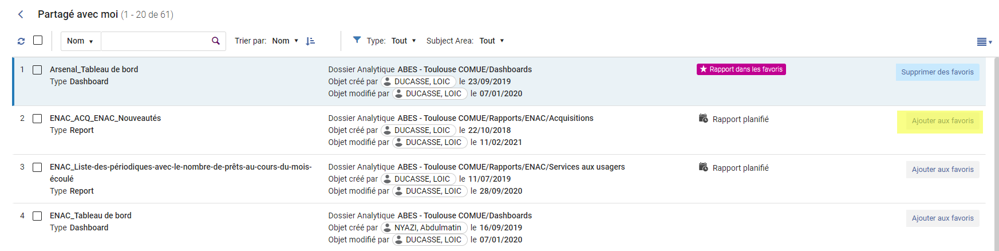 Partagé avec moi (1 - 20 de 61)
Nom Trier par: Nom Type: Tout Subject Area: Tout
1 Arsenal_Tableau de bord Dossier Analytique ABES - Toulouse COMUE/Dashboards Rapport dans les favoris Supprimer des favoris
Type Dashboard Objet créé par DUCASSE, LOIC le 23/09/2019
Objet modifié par DUCASSE, LOIC le 07/01/2020
2 ENAC_ACQ_ENAC_Nouveautés Dossier Analytique ABES - Toulouse COMUE/Rapports/ENAC/Acquisitions Rapport planifié Ajouter aux favoris
Type Report Objet créé par DUCASSE, LOIC le 22/10/2018
Objet modifié par DUCASSE, LOIC le 11/02/2021
3 ENAC_Liste-des-périodiques-avec-le-nombre-de-prêts-au-cours-du-mois- Dossier Analytique ABES - Toulouse COMUE/Rapports/ENAC/Services aux usagers Rapport planifié Ajouter aux favoris
écoulé Objet créé par DUCASSE, LOIC le 11/07/2019
Type Report Objet modifié par DUCASSE, LOIC le 28/09/2020
4 ENAC_Tableau de bord Dossier Analytique ABES - Toulouse COMUE/Dashboards Ajouter aux favoris
Type Dashboard Objet créé par NYAZI, Abdulmatin le 16/09/2019
Objet modifié par DUCASSE, LOIC le 07/01/2020